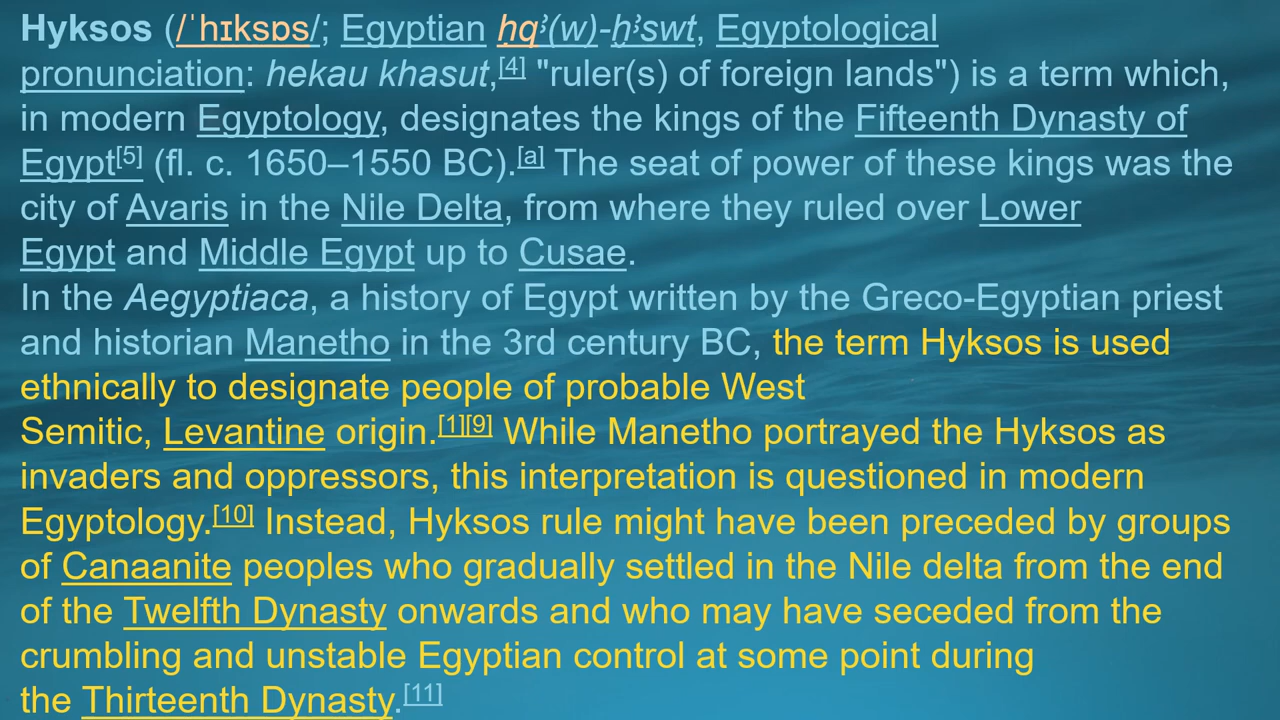 Hyksos (/ˈhɪksɒs/; Egyptian ḥqꜣ(w)-ḫꜣswt, Egyptological
pronunciation: hekau khasut,[4] "ruler(s) of foreign lands") is a term which,
in modern Egyptology, designates the kings of the Fifteenth Dynasty of
Egypt[5] (fl. c. 1650–1550 BC).[a] The seat of power of these kings was the
city of Avaris in the Nile Delta, from where they ruled over Lower
Egypt and Middle Egypt up to Cusae.
In the Aegyptiaca, a history of Egypt written by the Greco-Egyptian priest
and historian Manetho in the 3rd century BC, the term Hyksos is used
ethnically to designate people of probable West
Semitic, Levantine origin.[1][9] While Manetho portrayed the Hyksos as
invaders and oppressors, this interpretation is questioned in modern
Egyptology.[10] Instead, Hyksos rule might have been preceded by groups
of Canaanite peoples who gradually settled in the Nile delta from the end
of the Twelfth Dynasty onwards and who may have seceded from the
crumbling and unstable Egyptian control at some point during
the Thirteenth Dynasty.[11]